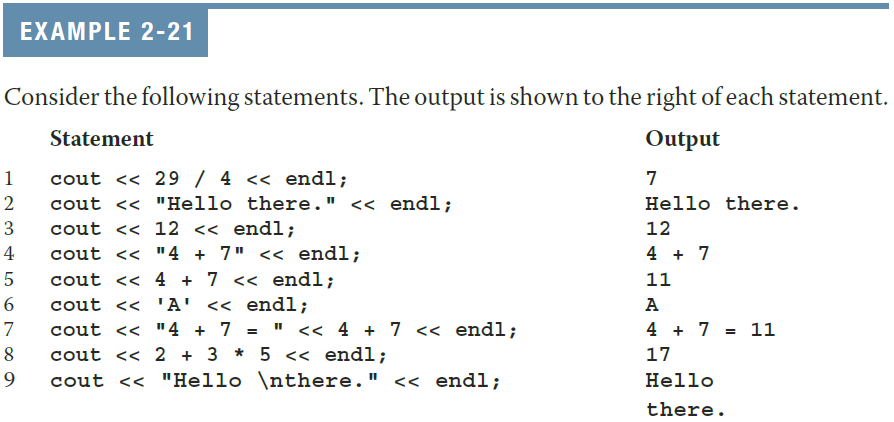 EXAMPLE 2-21
Consider the following statements. The output is shown to the right of each statement.
Statement Output
1 cout << 29 / 4 << endl; 7
2 cout << "Hello there." << endl; Hello there.
3 cout << 12 << endl; 12
4 cout << "4 + 7" << endl; 4 + 7
5 cout << 4 + 7 << endl; 11
6 cout << 'A' << endl; A
7 cout << "4 + 7 = " << 4 + 7 << endl; 4 + 7 = 11
8 cout << 2 + 3 * 5 << endl; 17
9 cout << "Hello \nthere." << endl; Hello
there.